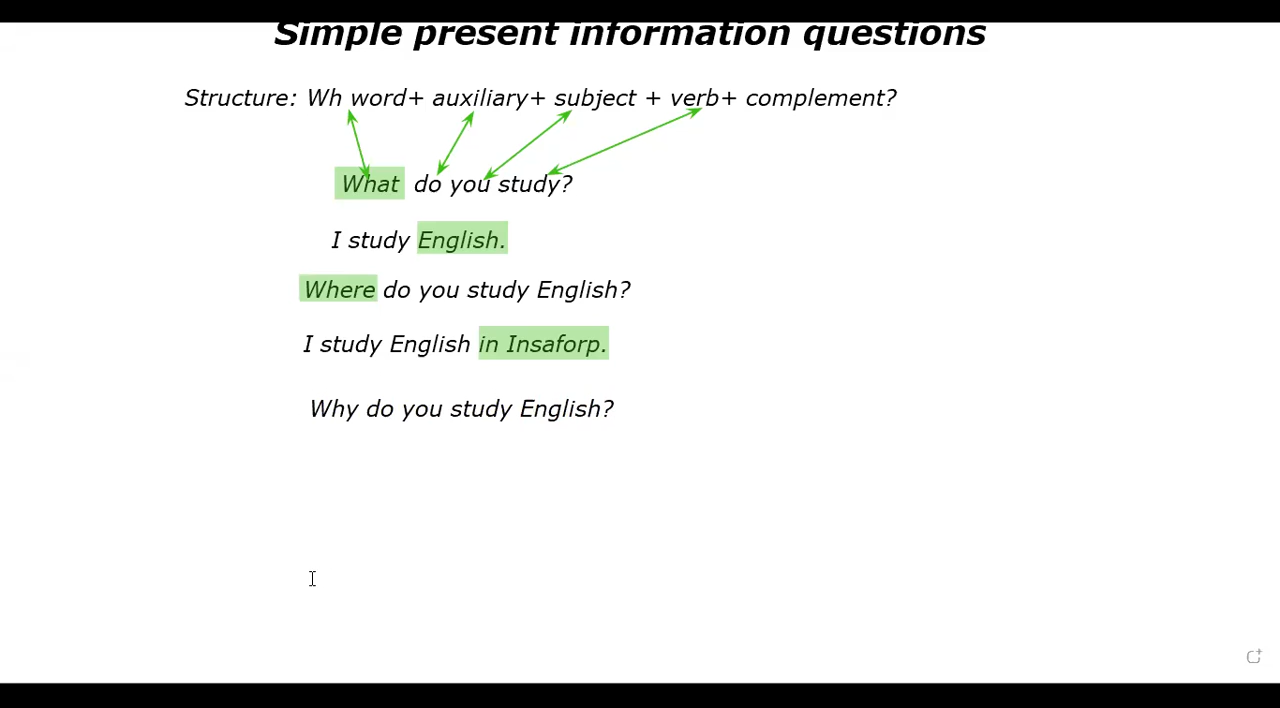 Simple present information questions
Structure: Wh word+ auxiliary+ subject + verb+ complement?
What do you study?
I study English.
Where do you study English?
I study English in Insaforp.
Why do you study English?